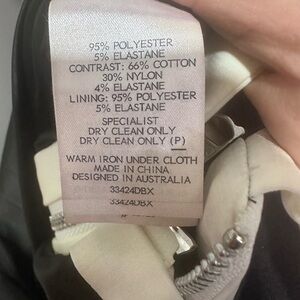 95% POLYESTER
5% ELASTANE
CONTRAST: 66% COTTON
30% NYLON
4% ELASTANE
LINING: 95% POLYESTER
5% ELASTANE
SPECIALIST
DRY CLEAN ONLY
DRY CLEAN ONLY (P)
WARM IRON UNDER CLOTH
MADE IN CHINA
DESIGNED IN AUSTRALIA
33424DBX
33424DBX